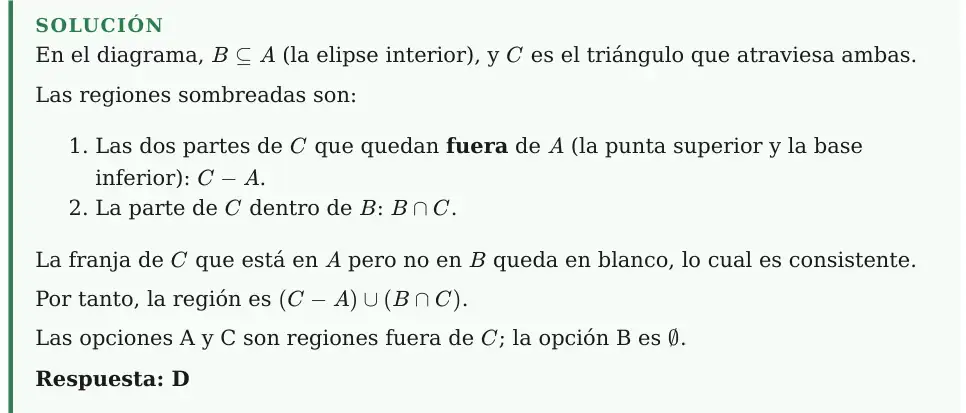 SOLUCIÓN
En el diagrama, B ⊆ A (la elipse interior), y C es el triángulo que atraviesa ambas.
Las regiones sombreadas son:
1. Las dos partes de C que quedan fuera de A (la punta superior y la base
inferior): C − A.
2. La parte de C dentro de B: B ∩ C.
La franja de C que está en A pero no en B queda en blanco, lo cual es consistente.
Por tanto, la región es (C − A) ∪ (B ∩ C).
Las opciones A y C son regiones fuera de C; la opción B es ∅.
Respuesta: D